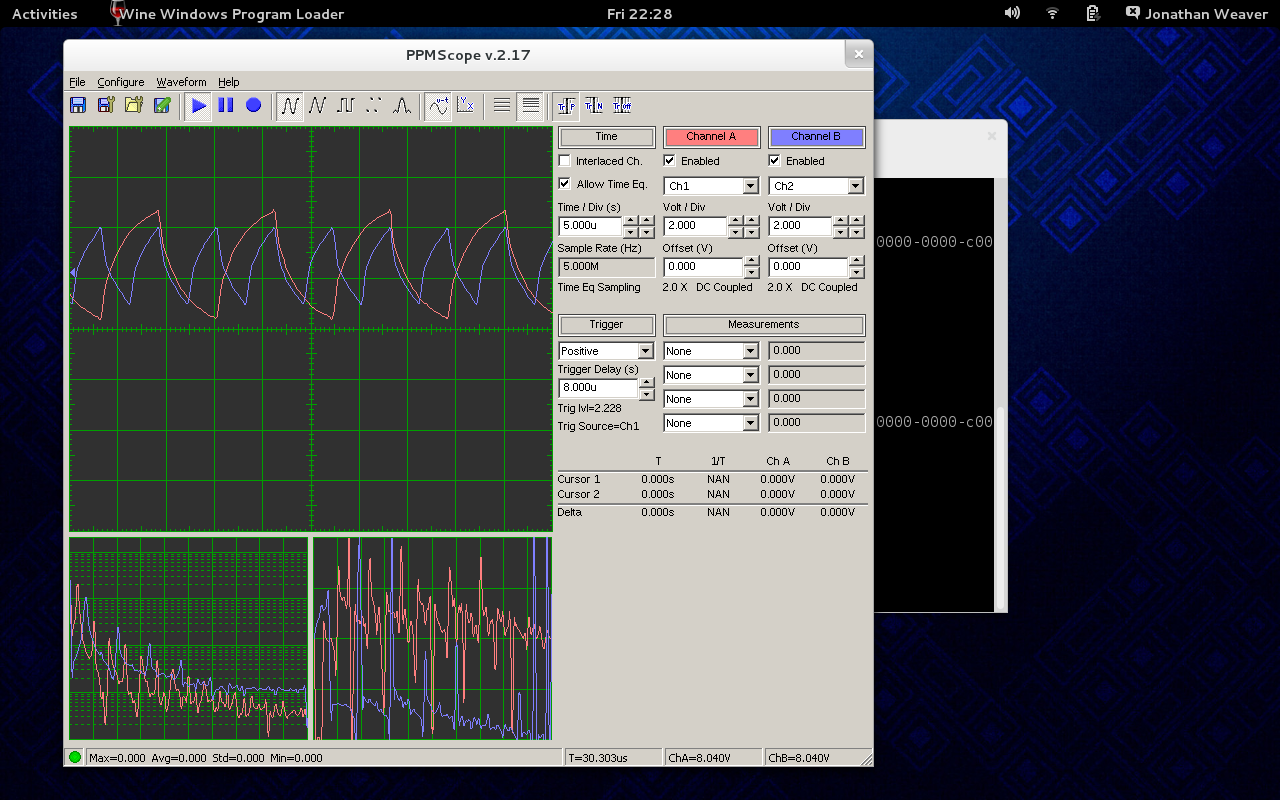 Activities Wine Windows Program Loader Fri 22:28 Jonathan Weaver
PPMScope v.2.17
File Configure Waveform Help
Time Channel A Channel B
Interlaced Ch. Enabled Enabled
Allow Time Eq. Ch1 Ch2
Time / Div (s) Volt / Div Volt / Div
5.000u 2.000 2.000
Sample Rate (Hz) Offset (V) Offset (V)
5.000M 0.000 0.000
Time Eq Sampling 2.0 X DC Coupled 2.0 X DC Coupled
Trigger Measurements
Positive None 0.000
Trigger Delay (s) None 0.000
8.000u None 0.000
Trig lvl=2.228
Trig Source=Ch1 None 0.000
T 1/T Ch A Ch B
Cursor 1 0.000s NAN 0.000V 0.000V
Cursor 2 0.000s NAN 0.000V 0.000V
Delta 0.000s NAN 0.000V 0.000V
Max=0.000 Avg=0.000 Std=0.000 Min=0.000 T=30.303us ChA=8.040V ChB=8.040V
0000-0000-c00
0000-0000-c00